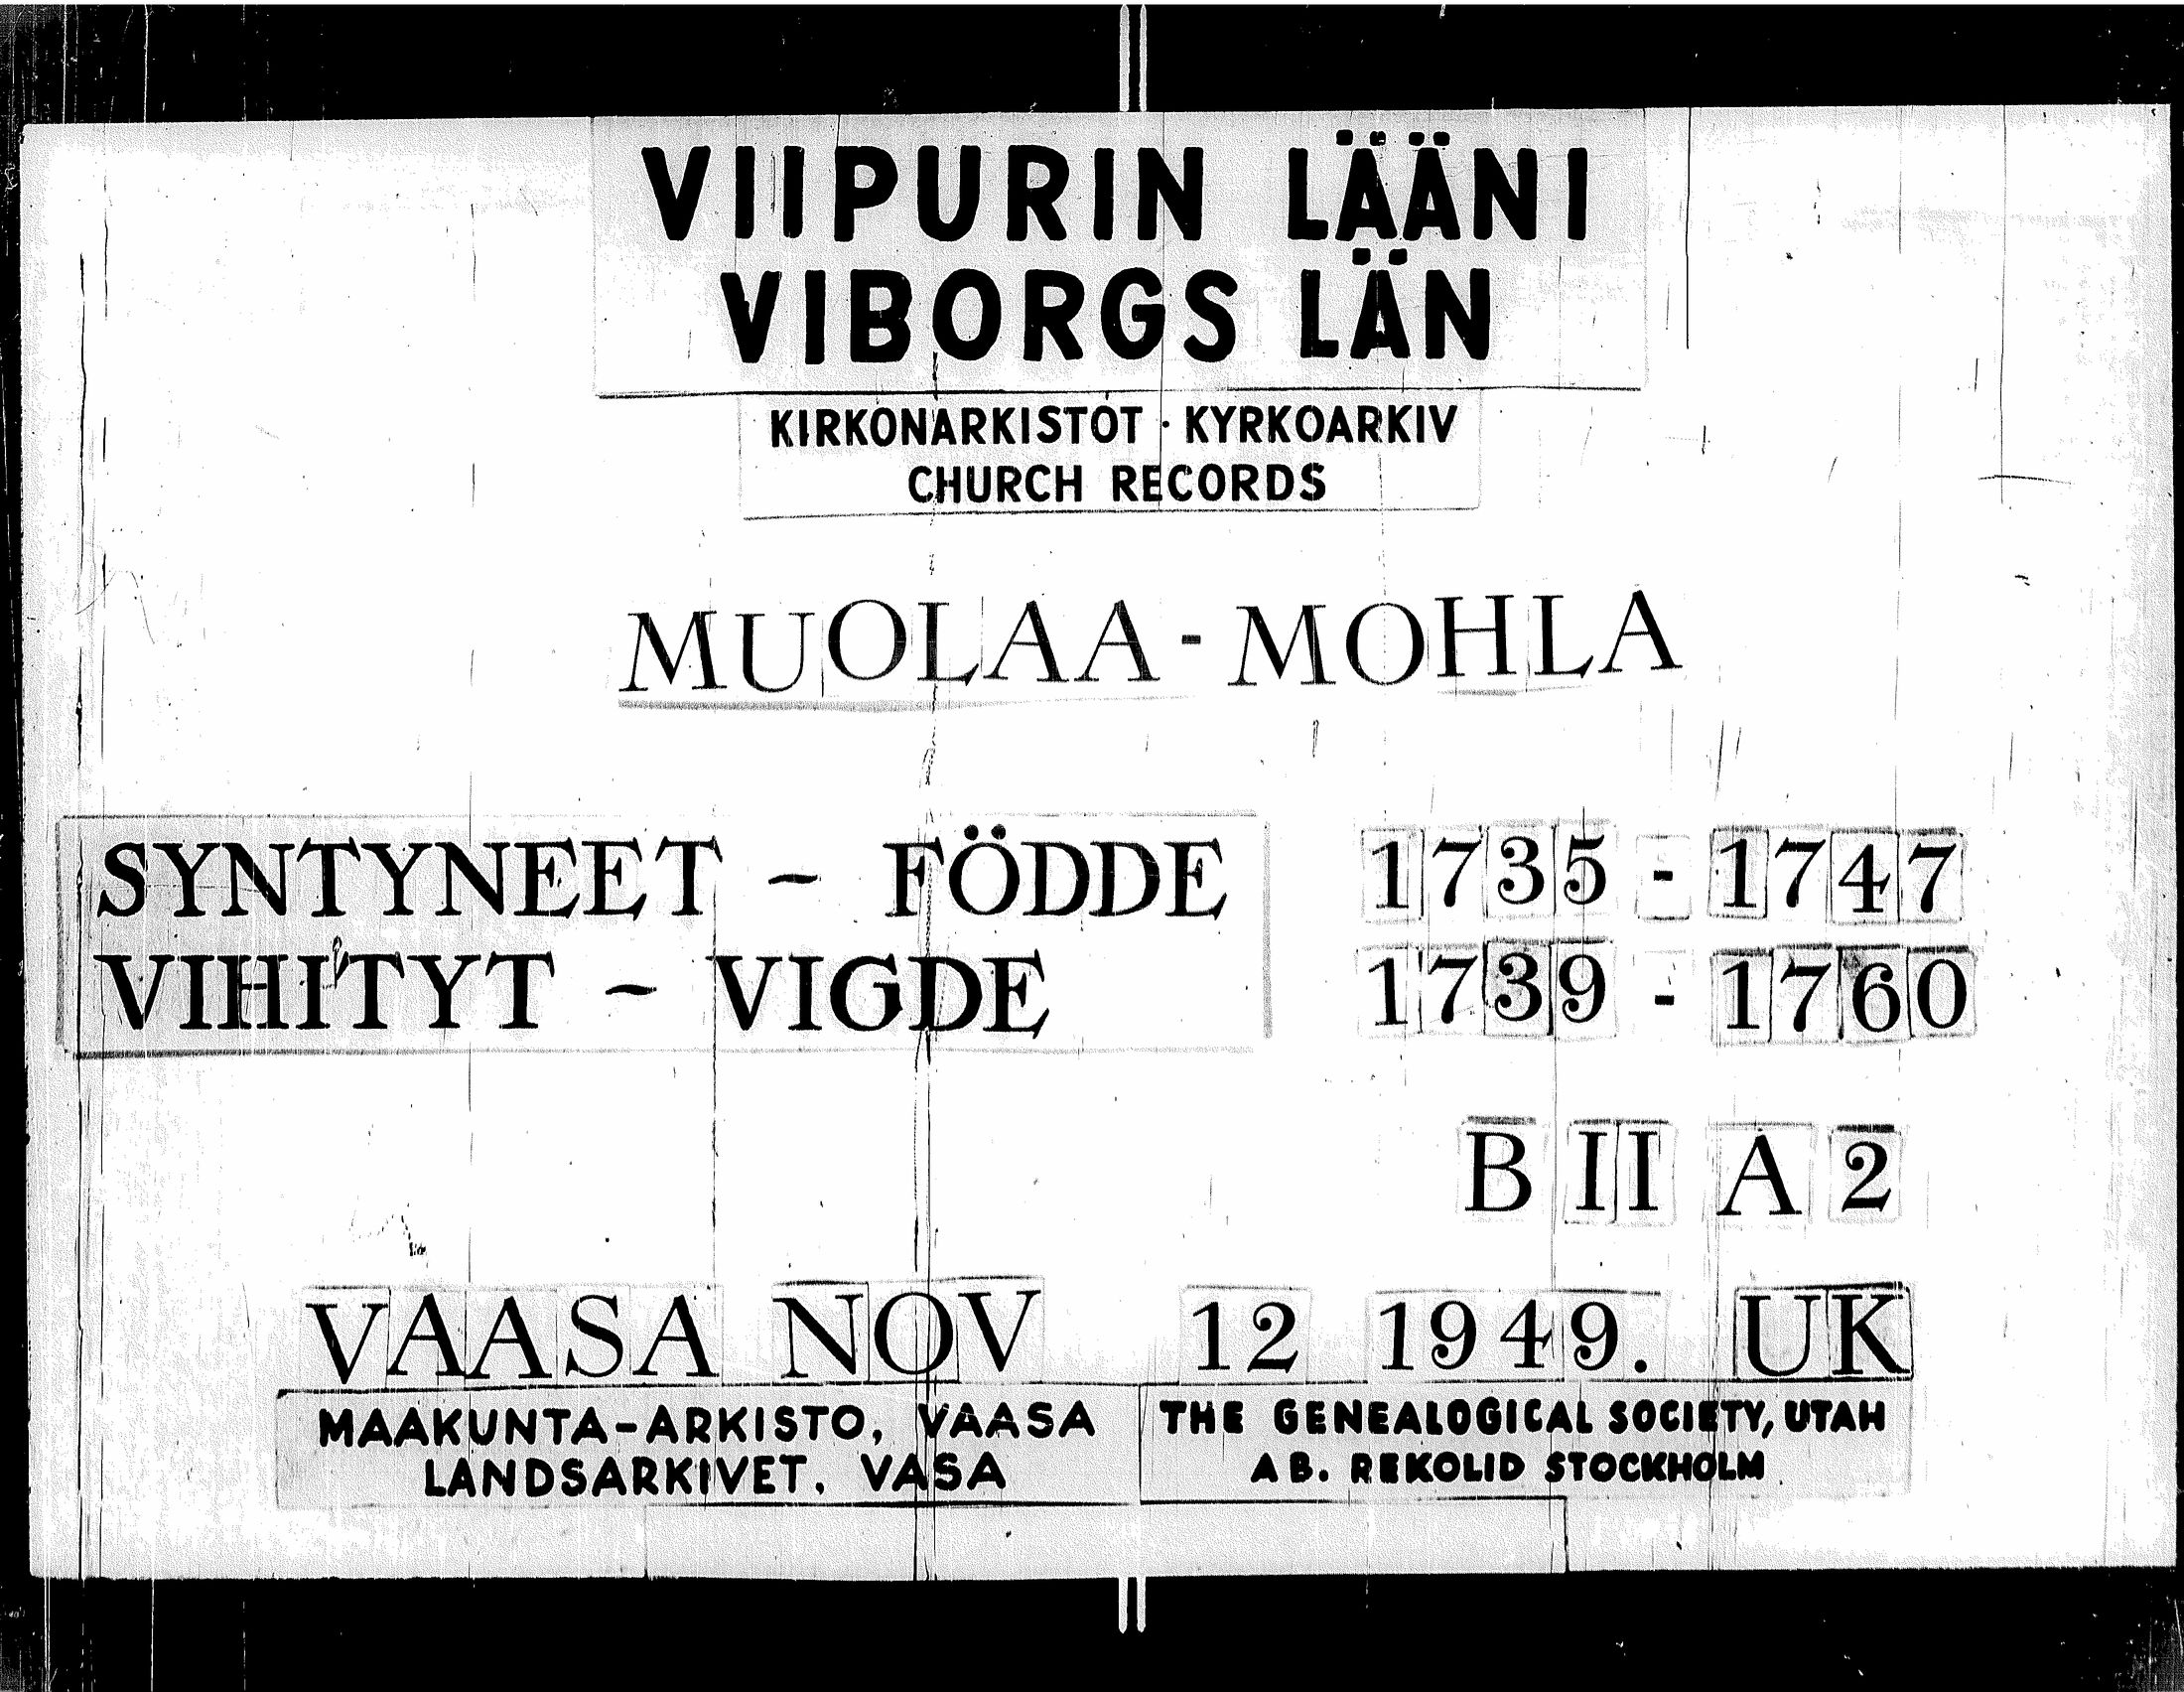 VIIPURIN LÄÄNI
VIBORGS LÄN
KIRKONARKISTOT · KYRKOARKIV
CHURCH RECORDS
MUOLAA - MOHLA
SYNTYNEET – FÖDDE 1735 - 1747
VIHITYT – VIGDE 1739 - 1760
B II A 2
VAASA NOV 12 1949. UK
MAAKUNTA-ARKISTO, VAASA
LANDSARKIVET. VASA
THE GENEALOGICAL SOCIETY, UTAH
AB. REKOLID STOCKHOLM